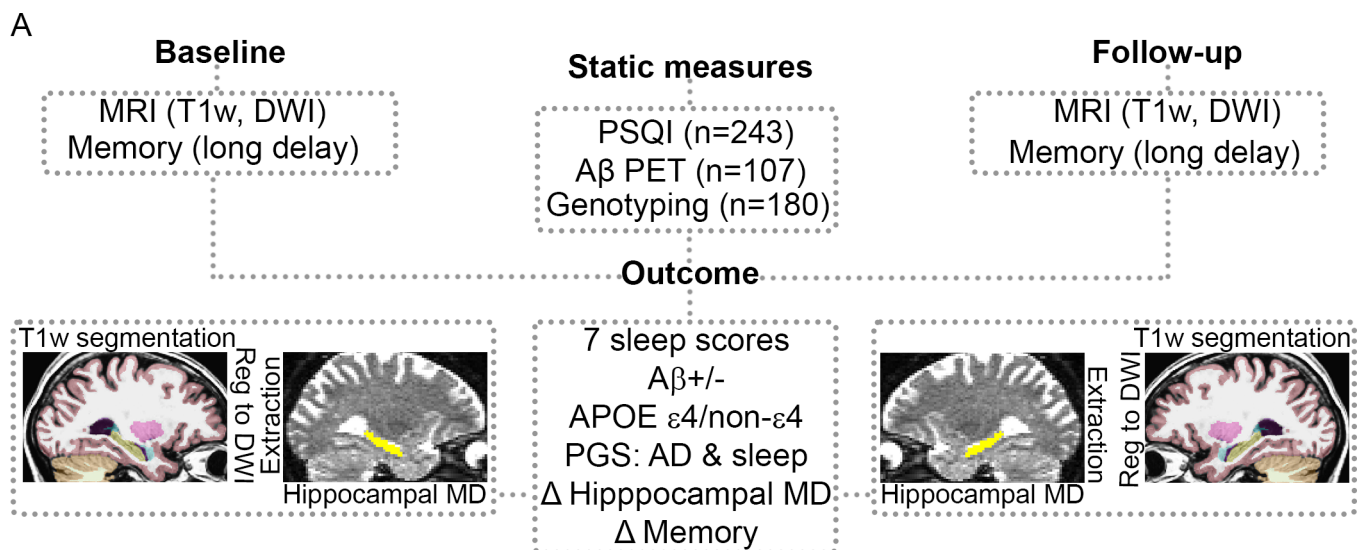 A
Baseline
MRI (T1w, DWI)
Memory (long delay)
Static measures
PSQI (n=243)
Aβ PET (n=107)
Genotyping (n=180)
Follow-up
MRI (T1w, DWI)
Memory (long delay)
Outcome
T1w segmentation
Reg to DWI
Extraction
Hippocampal MD
7 sleep scores
Aβ+/-
APOE ε4/non-ε4
PGS: AD & sleep
Δ Hipppocampal MD
Δ Memory
T1w segmentation
Extraction
Reg to DWI
Hippocampal MD